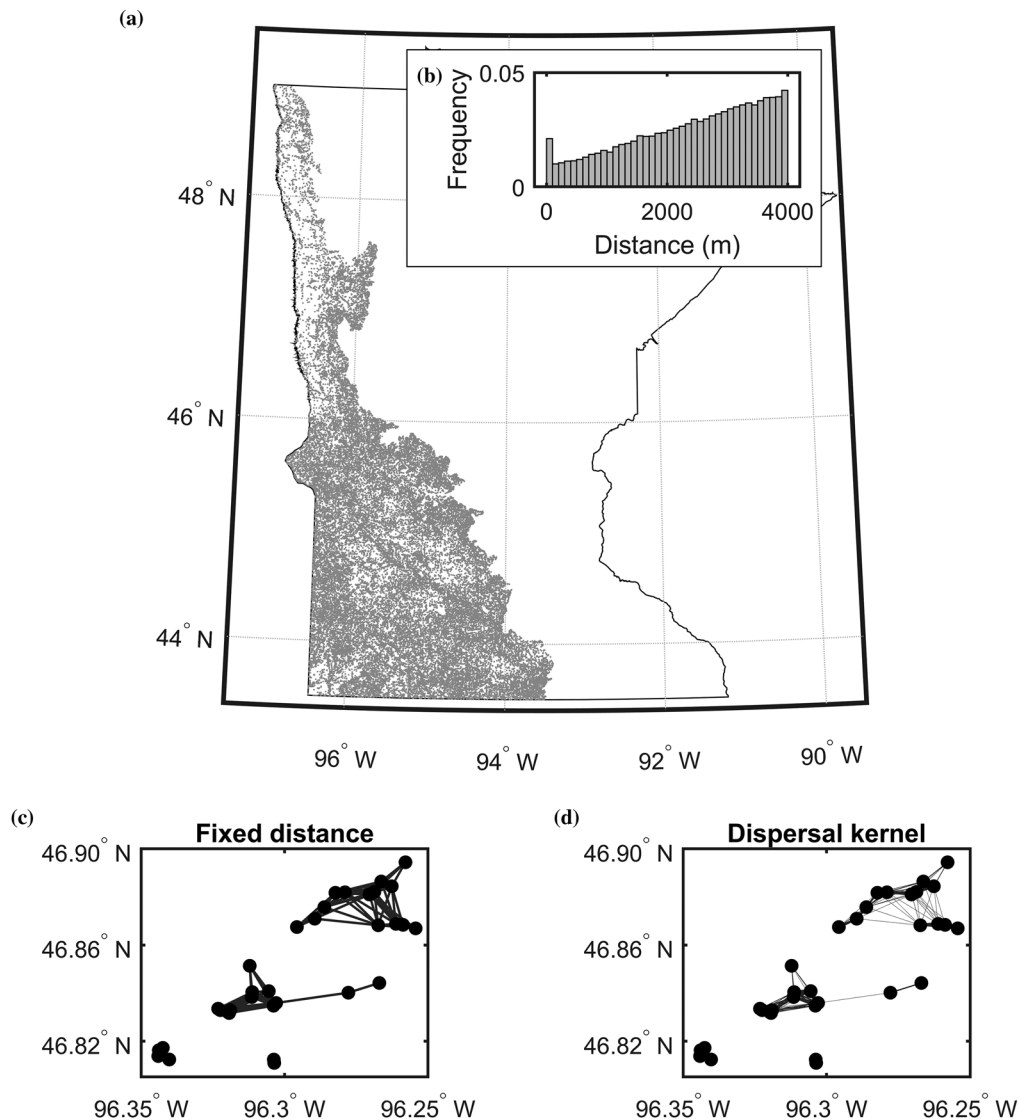 (a)
(b)
0.05
Frequency
0
0 2000 4000
Distance (m)
48° N
46° N
44° N
96° W 94° W 92° W 90° W
(c)
Fixed distance
46.90° N
46.86° N
46.82° N
96.35° W 96.3° W 96.25° W
(d)
Dispersal kernel
46.90° N
46.86° N
46.82° N
96.35° W 96.3° W 96.25° W